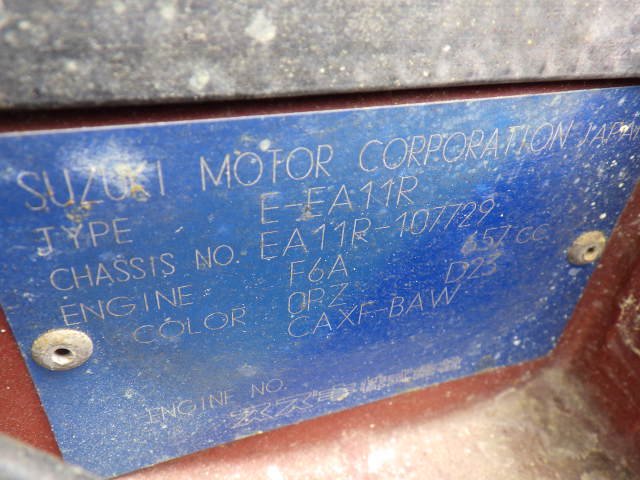 SUZUKI MOTOR CORPORATION JAPAN
TYPE E-EA11R
CHASSIS NO. EA11R-107729
ENGINE F6A 657 CC
COLOR 0RZ D23
CAXF-BAW
ENGINE NO.